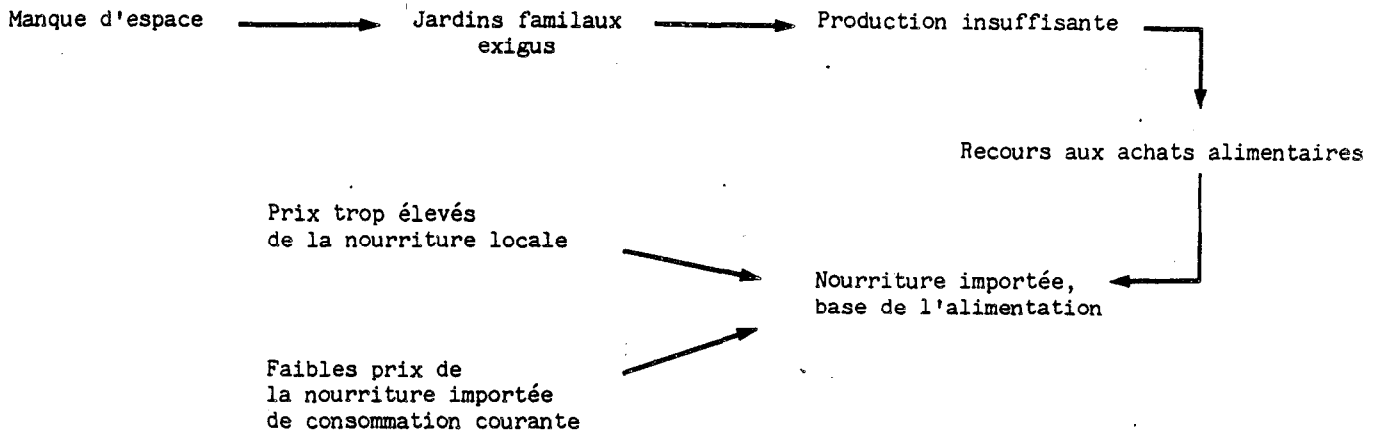 Manque d'espace
Jardins familaux
exigus
Production insuffisante
Recours aux achats alimentaires
Prix trop élevés
de la nourriture locale
Nourriture importée,
base de l'alimentation
Faibles prix de
la nourriture importée
de consommation courante